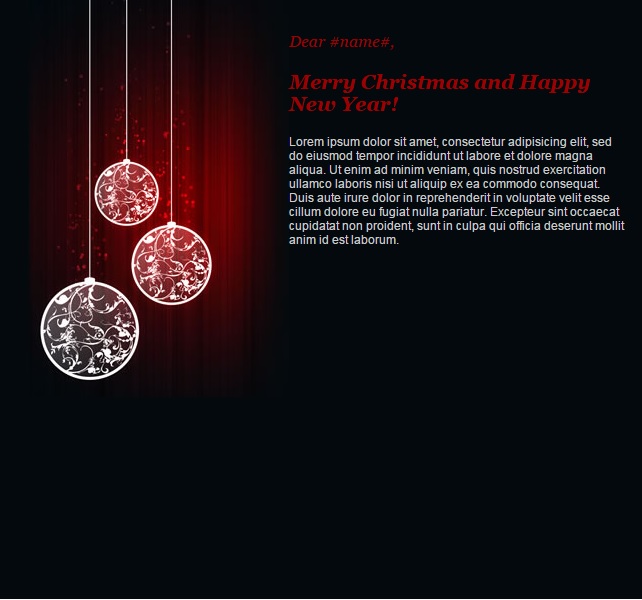 Dear #name#,
Merry Christmas and Happy
New Year!
Lorem ipsum dolor sit amet, consectetur adipisicing elit, sed
do eiusmod tempor incididunt ut labore et dolore magna
aliqua. Ut enim ad minim veniam, quis nostrud exercitation
ullamco laboris nisi ut aliquip ex ea commodo consequat.
Duis aute irure dolor in reprehenderit in voluptate velit esse
cillum dolore eu fugiat nulla pariatur. Excepteur sint occaecat
cupidatat non proident, sunt in culpa qui officia deserunt mollit
anim id est laborum.